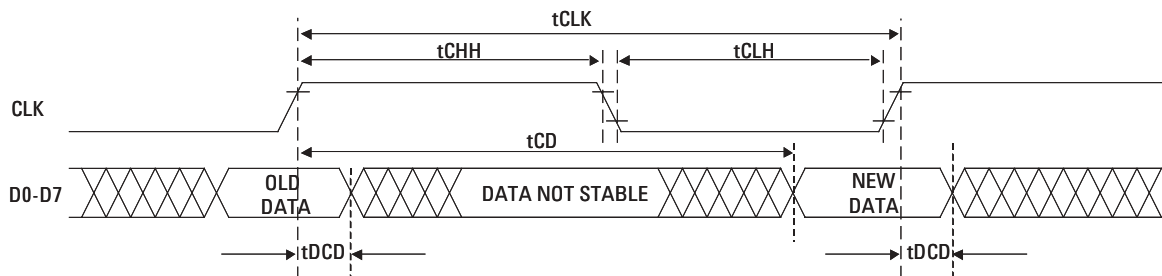 tCLK
tCHH
tCLH
CLK
tCD
D0-D7
OLD
DATA
DATA NOT STABLE
NEW
DATA
tDCD
tDCD